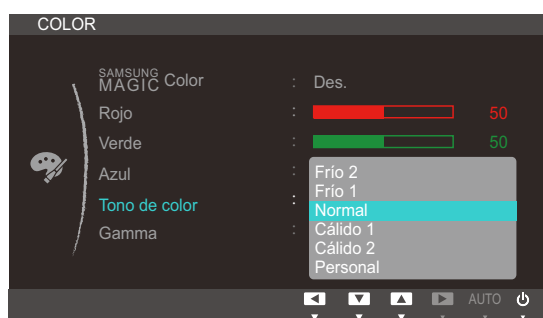 COLOR
SAMSUNG MAGIC Color : Des.
Rojo : 50
Verde : 50
Azul :
Tono de color :
Gamma :
Frío 2
Frío 1
Normal
Cálido 1
Cálido 2
Personal
AUTO